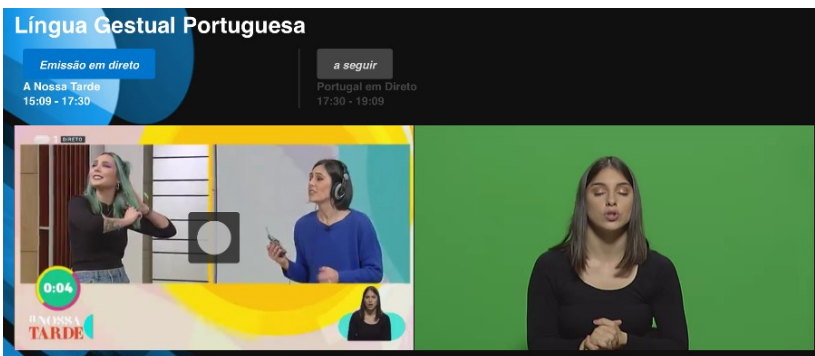 Língua Gestual Portuguesa
Emissão em direto
a seguir
A Nossa Tarde
15:09 - 17:30
Portugal em Direto
17:30 - 19:09
DIRETO
0:04
a NOSSA
TARDE